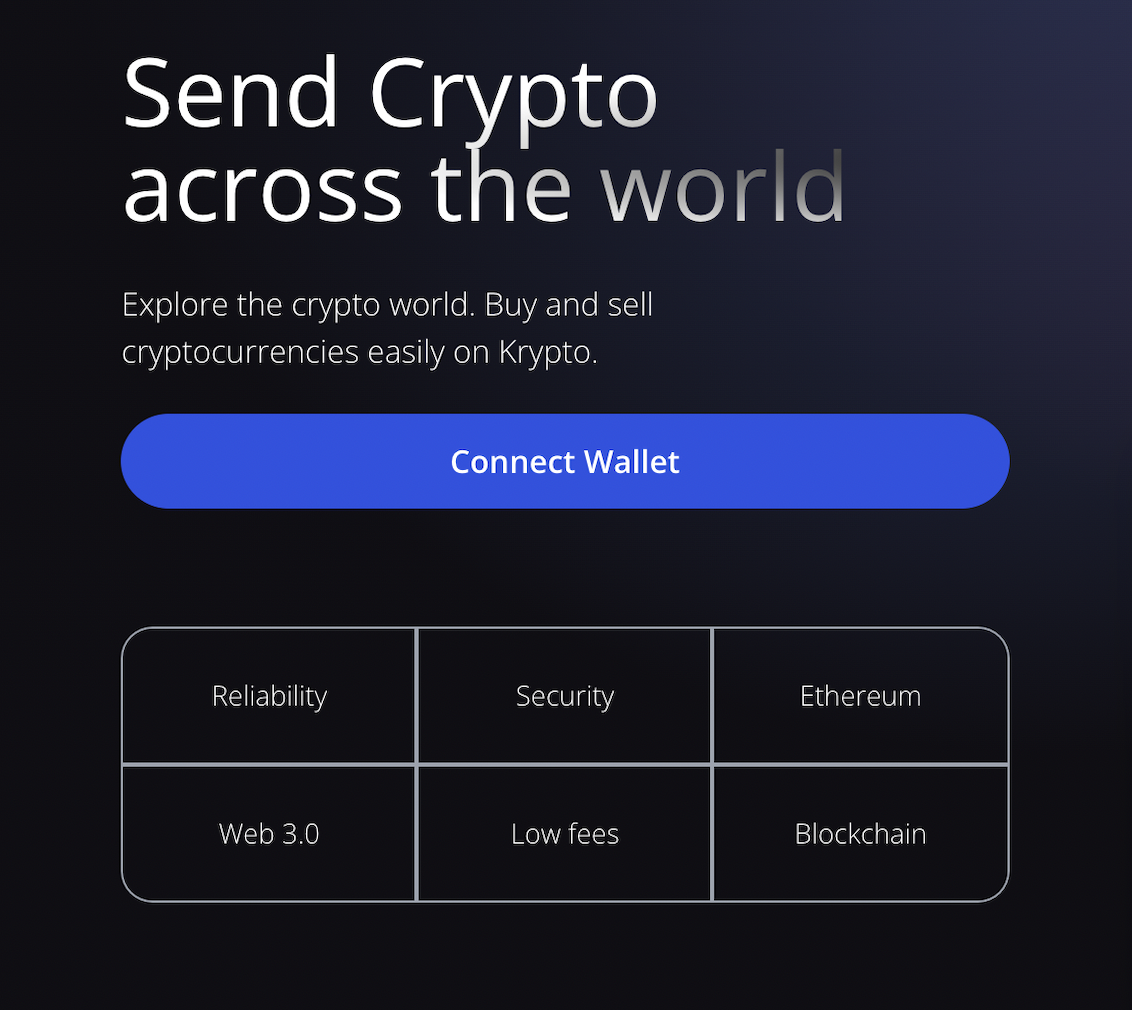 Send Crypto
across the world
Explore the crypto world. Buy and sell
cryptocurrencies easily on Krypto.
Connect Wallet
Reliability
Security
Ethereum
Web 3.0
Low fees
Blockchain